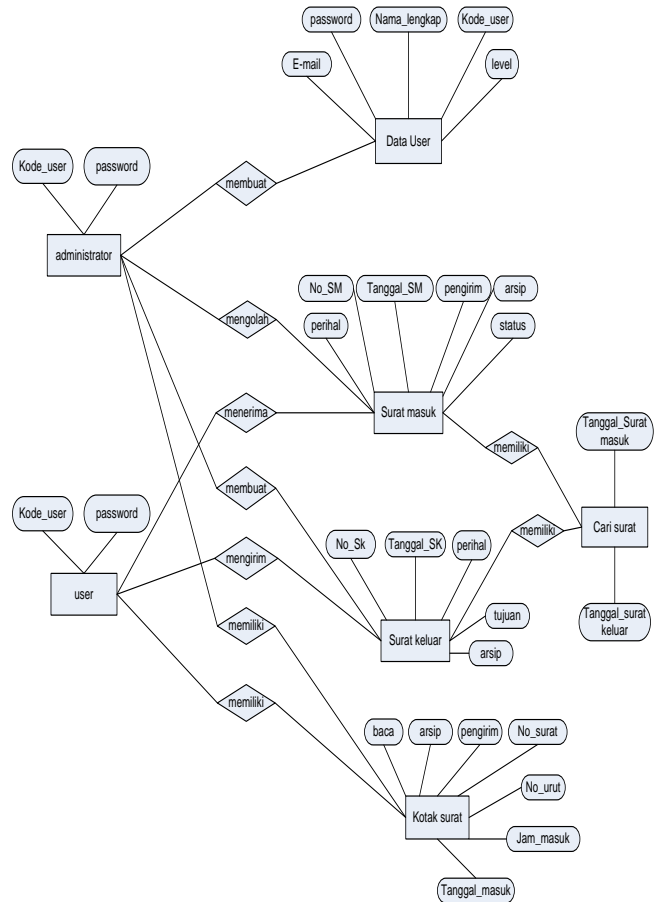 password
Nama_lengkap
Kode_user
E-mail
level
Data User
Kode_user
password
membuat
administrator
No_SM
Tanggal_SM
pengirim
arsip
mengolah
perihal
status
Surat masuk
menerima
Tanggal_Surat
masuk
memiliki
membuat
Kode_user
password
No_Sk
Tanggal_SK
perihal
memiliki
Cari surat
mengirim
user
tujuan
Tanggal_surat
keluar
memiliki
Surat keluar
arsip
memiliki
baca
arsip
pengirim
No_surat
No_urut
Kotak surat
Jam_masuk
Tanggal_masuk